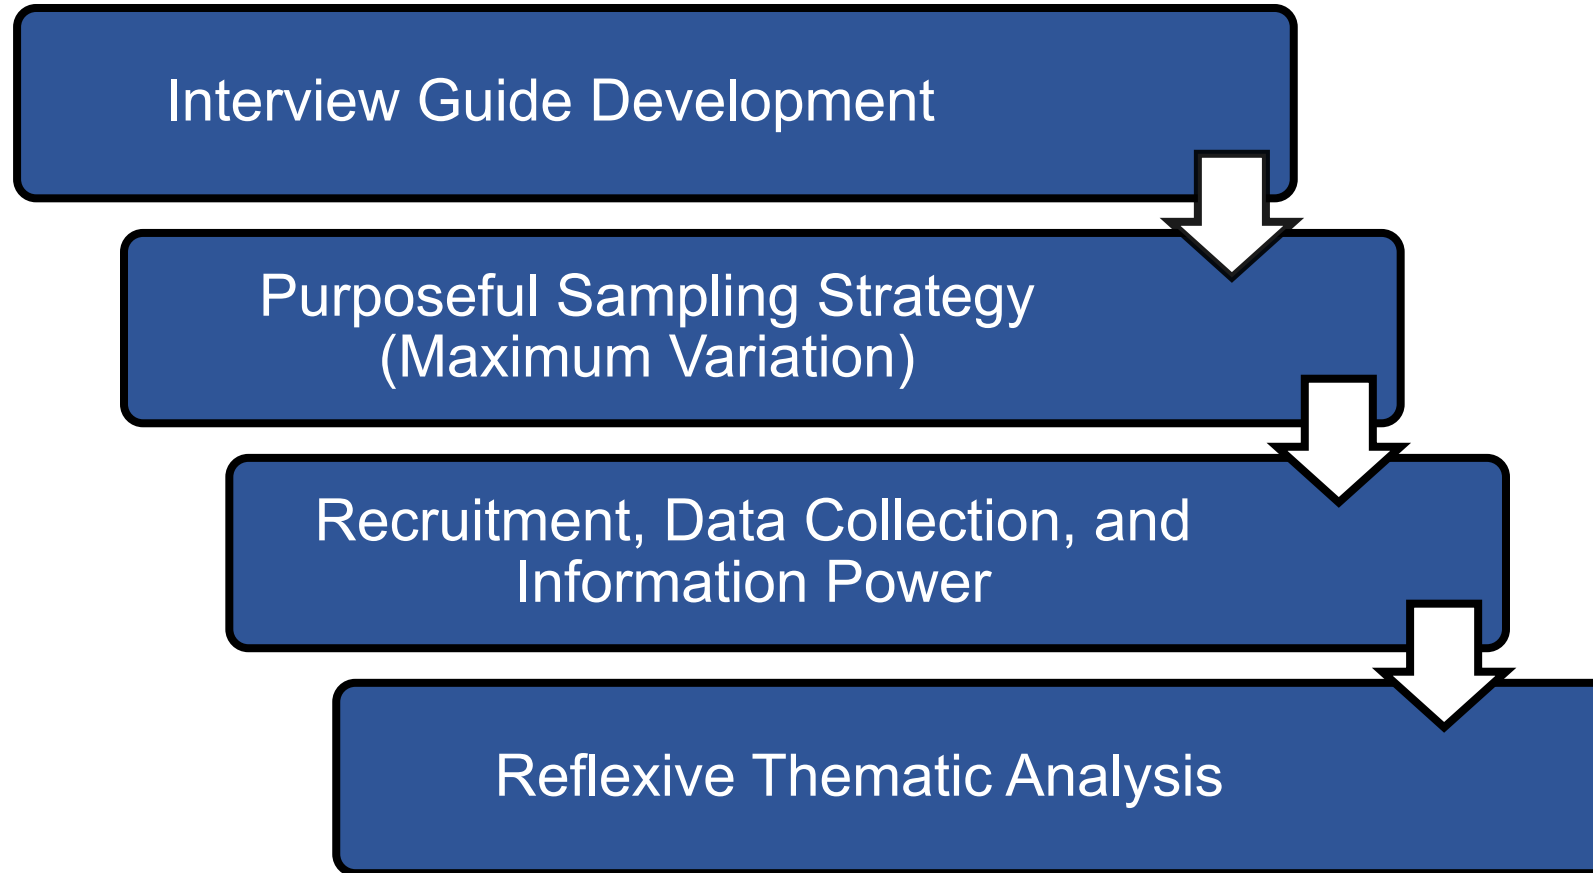 Interview Guide Development
Purposeful Sampling Strategy
(Maximum Variation)
Recruitment, Data Collection, and
Information Power
Reflexive Thematic Analysis